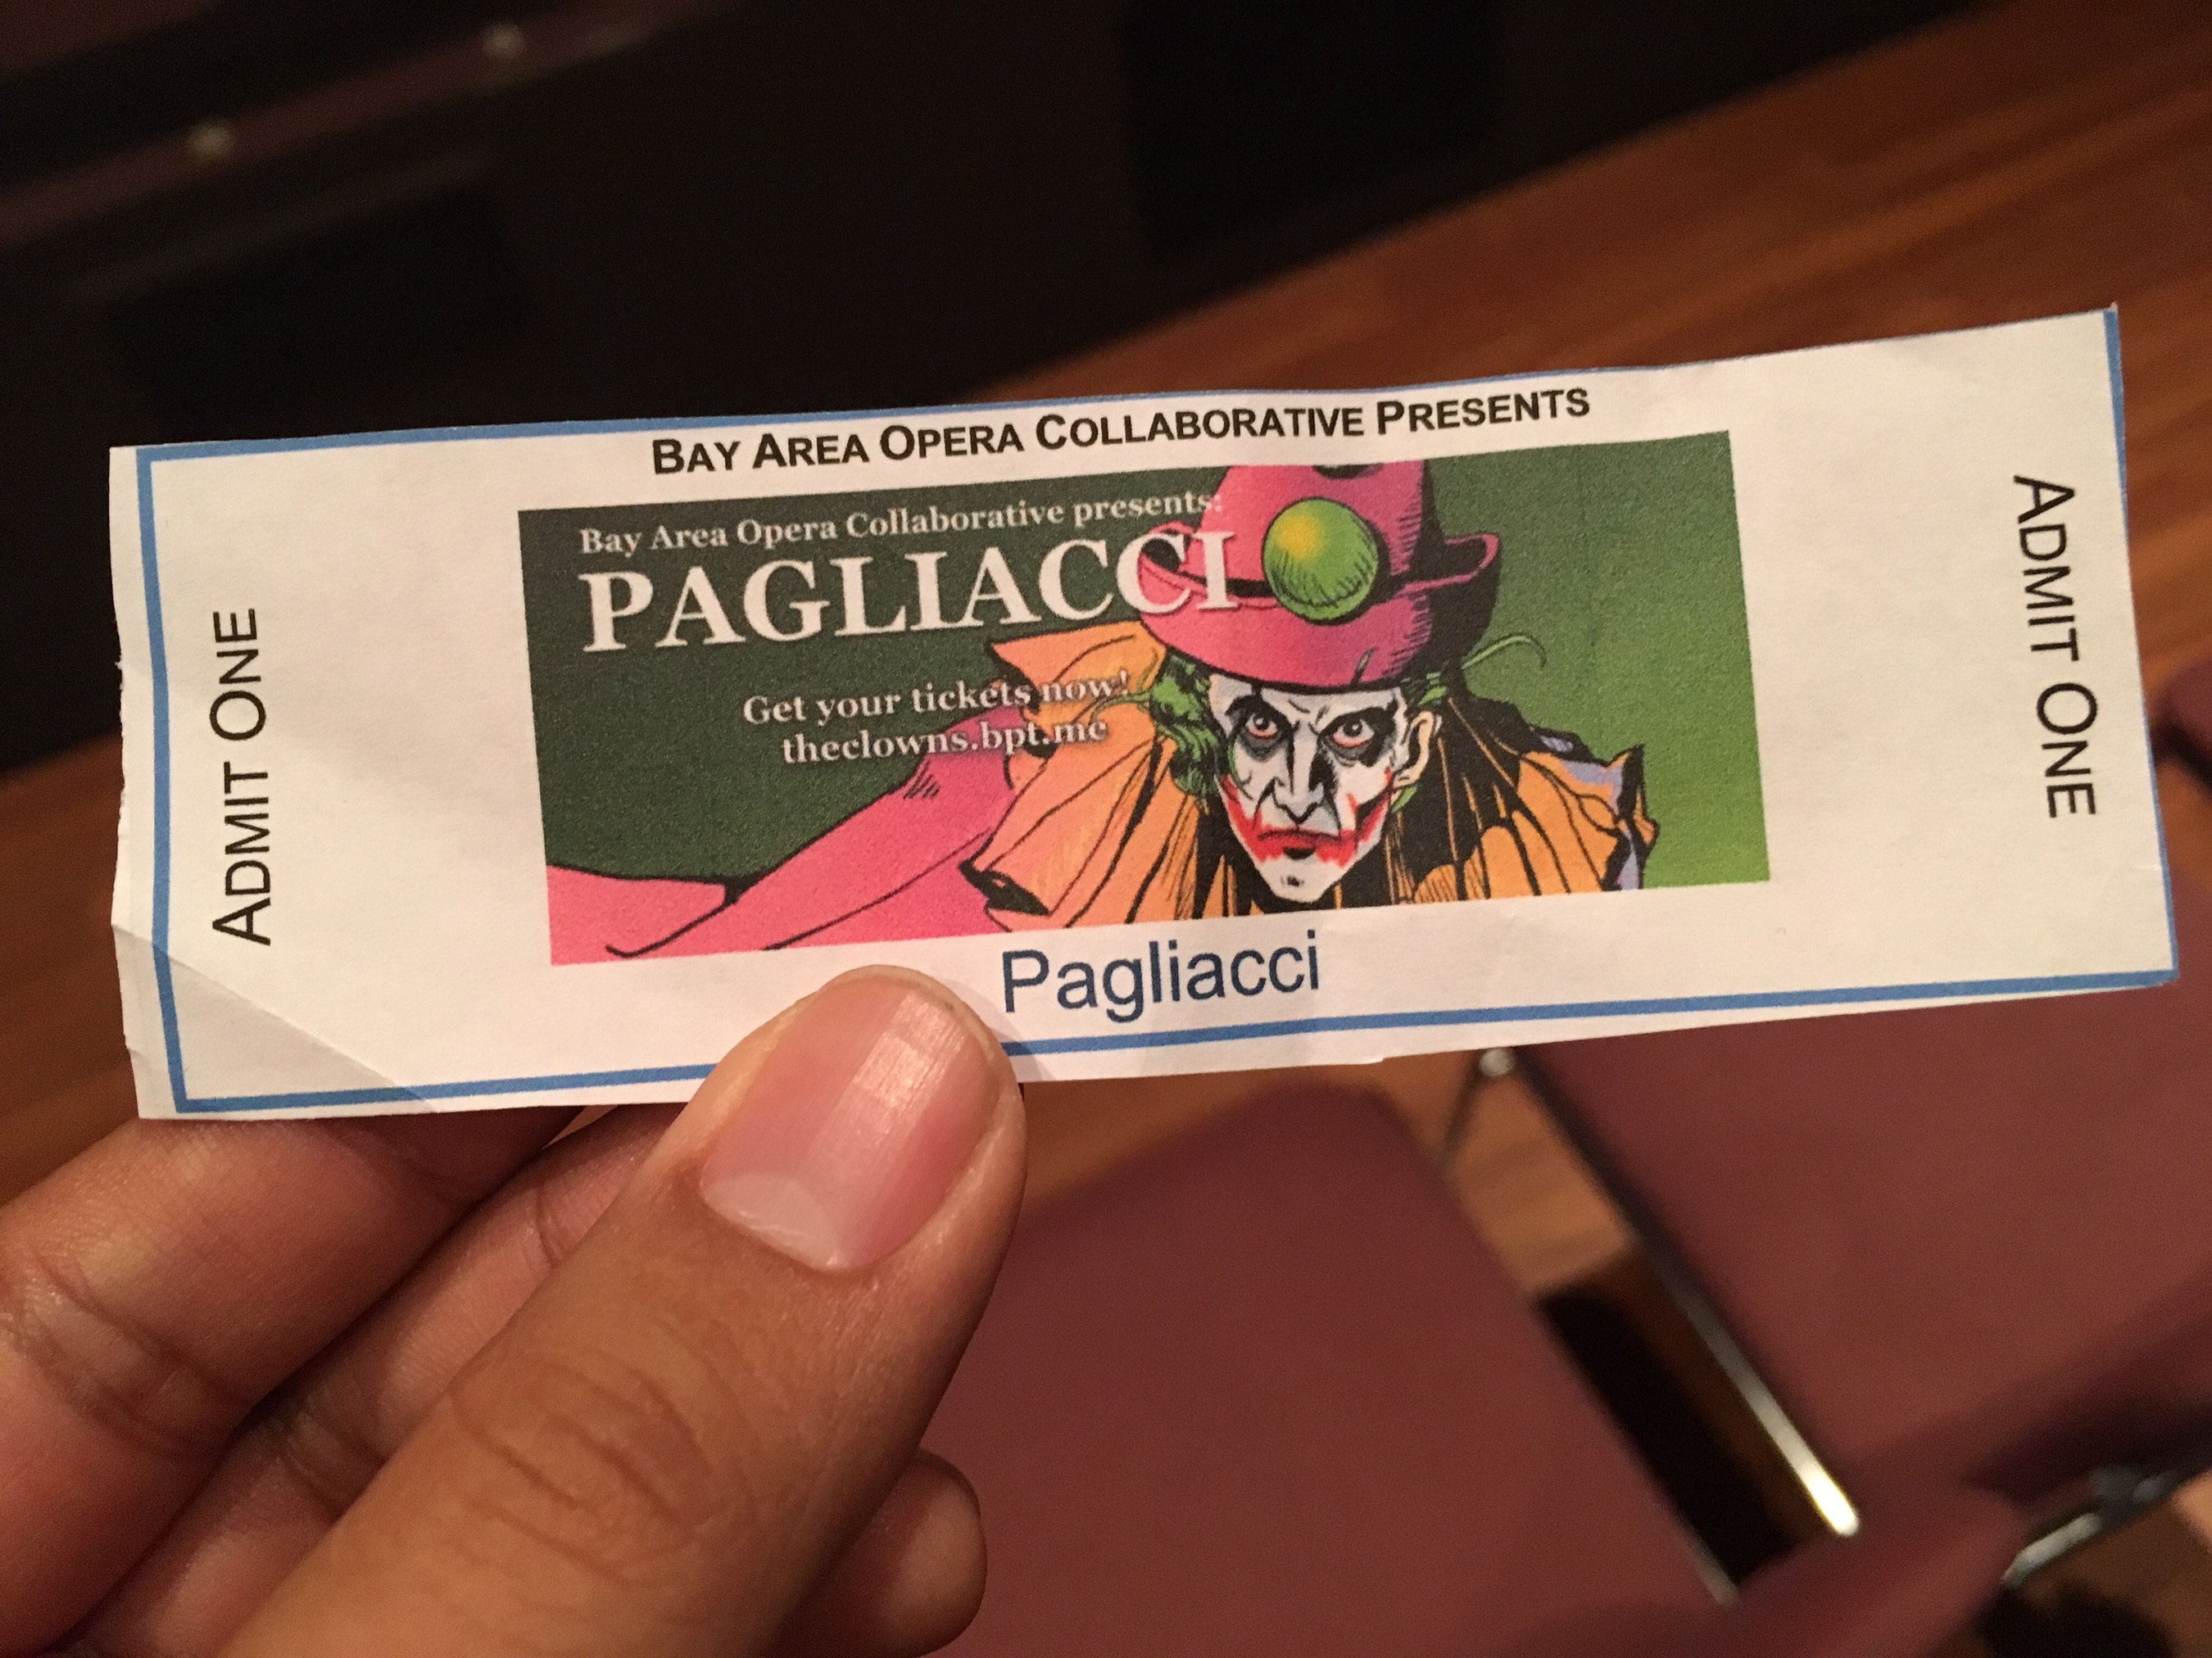 BAY AREA OPERA COLLABORATIVE PRESENTS
ADMIT ONE
Bay Area Opera Collaborative presents:
PAGLIACCI
Get your tickets now!
theclowns.bpt.me
Pagliacci
ADMIT ONE